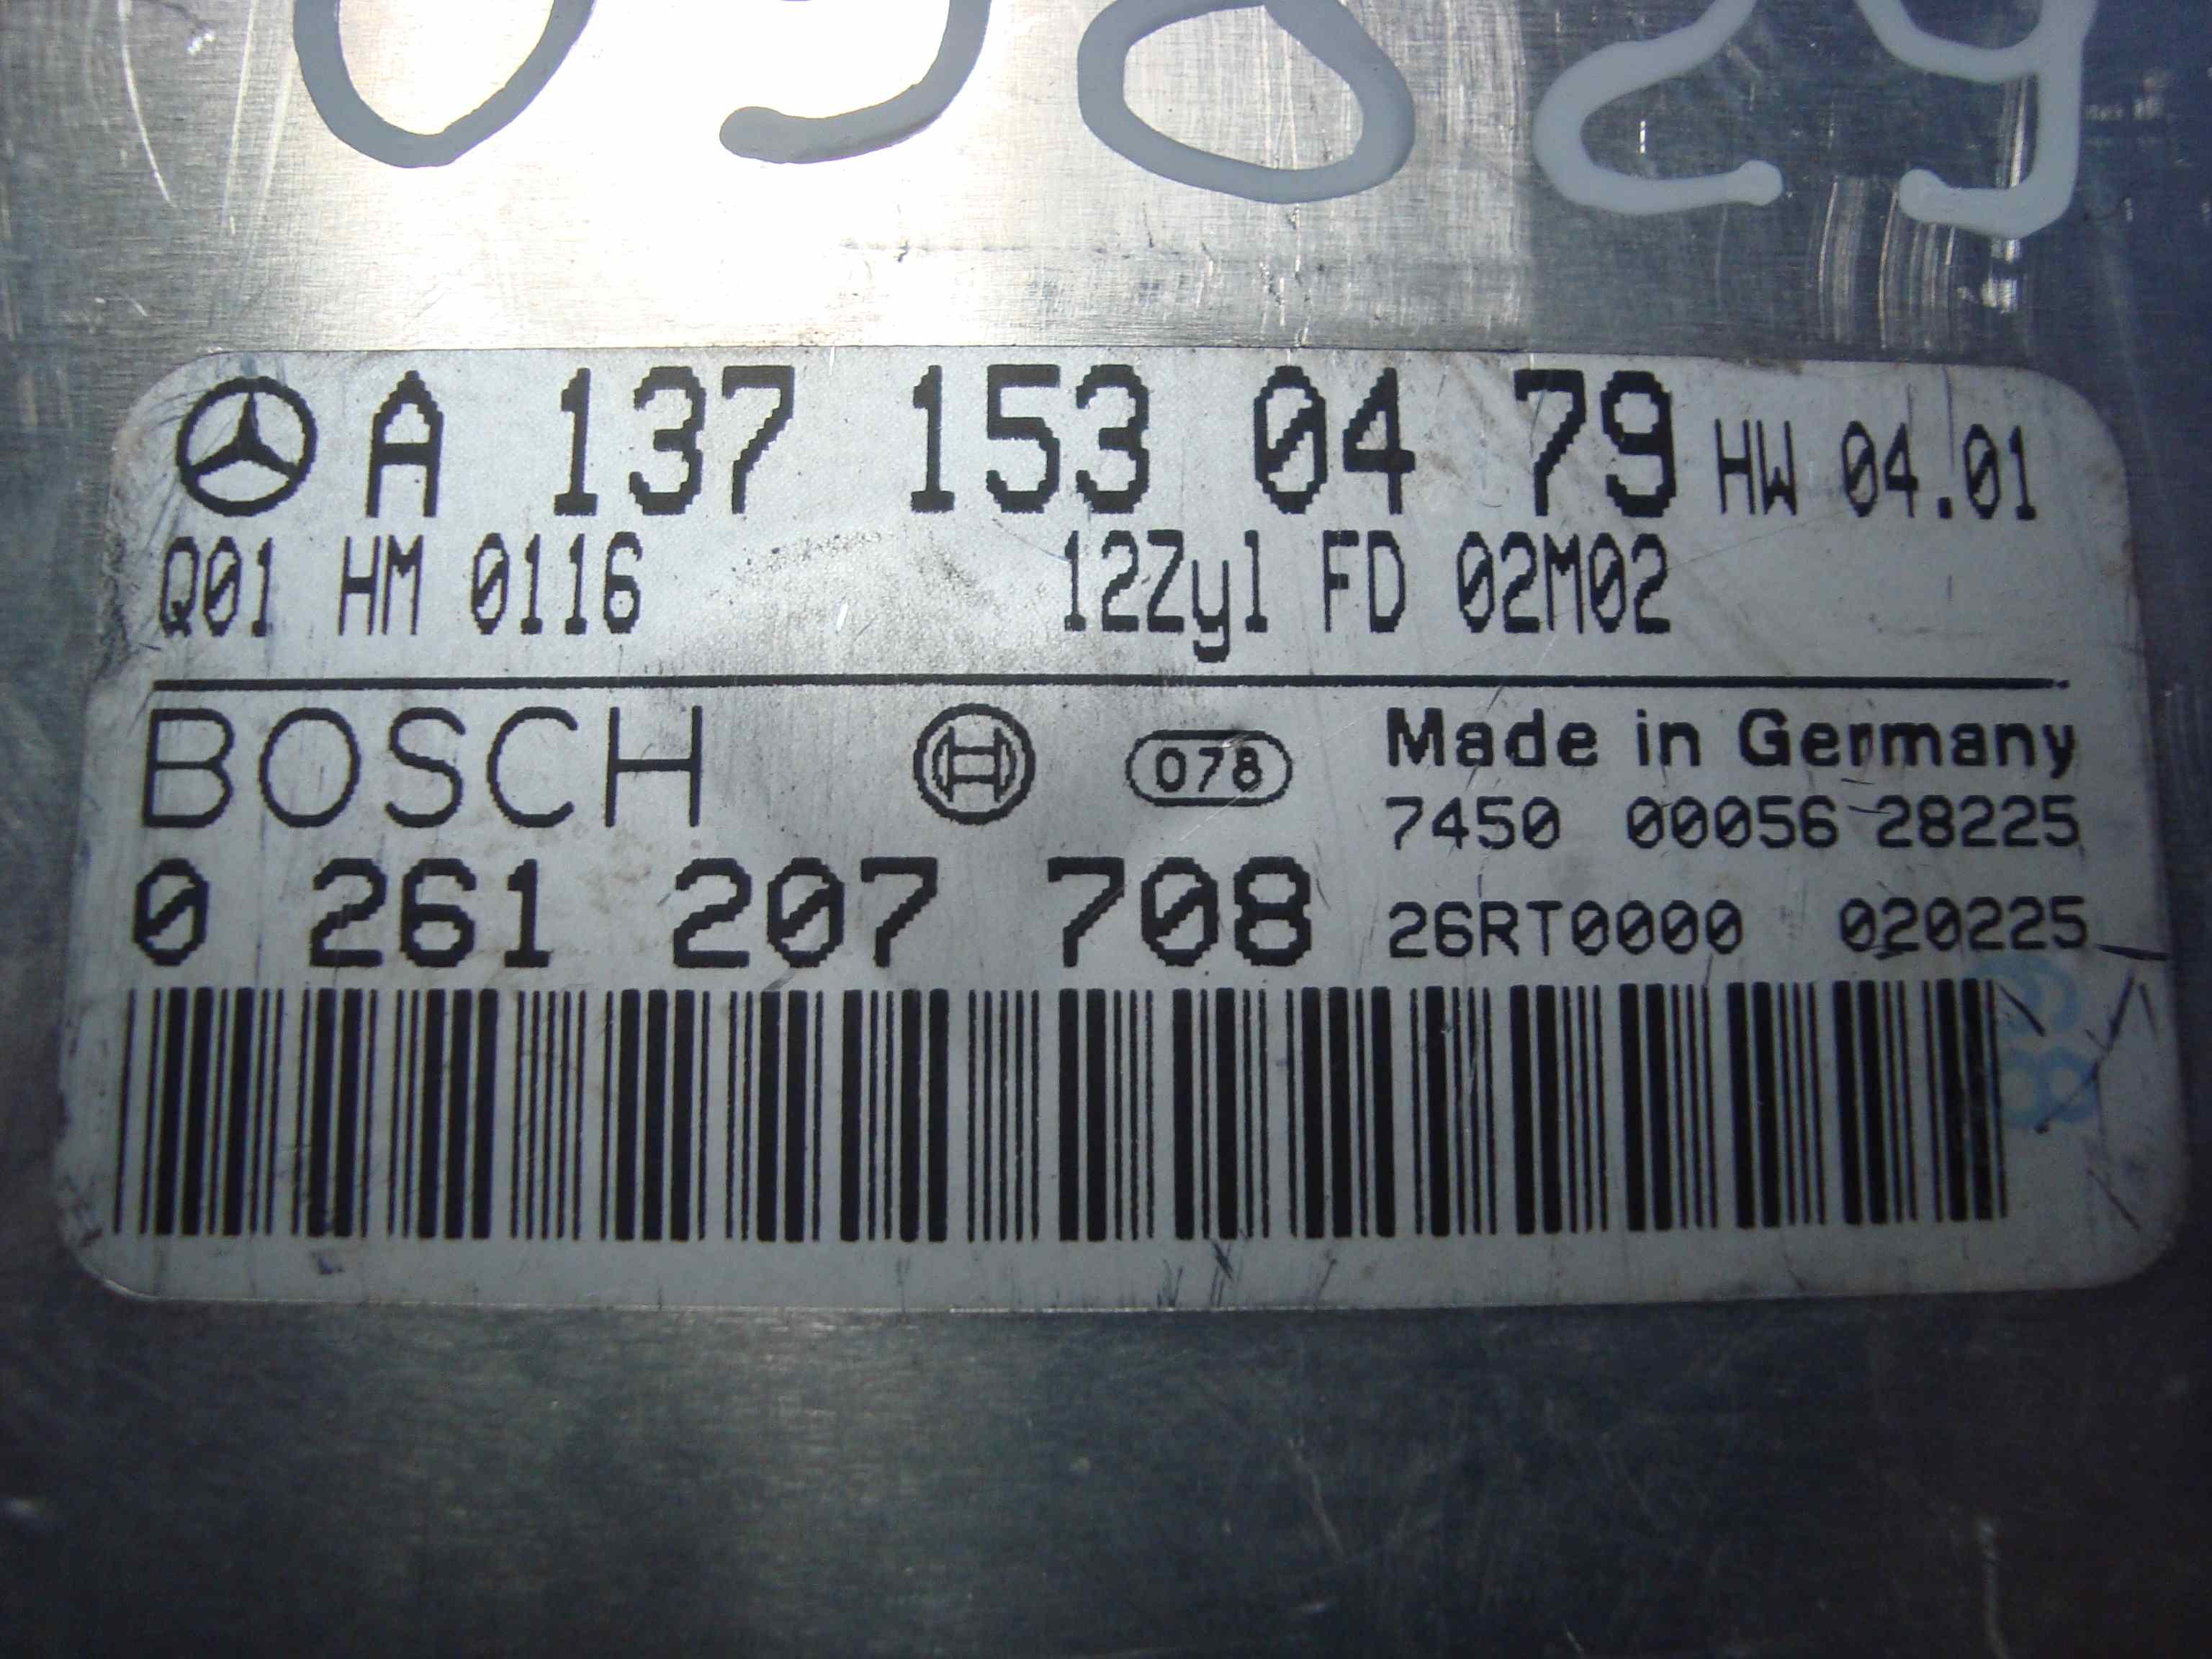 A 137 153 04 79 HW 04.01
Q01 HM 0116 12Zyl FD 02M02
BOSCH 078 Made in Germany
7450 00056 28225
0 261 207 708 26RT0000 020225